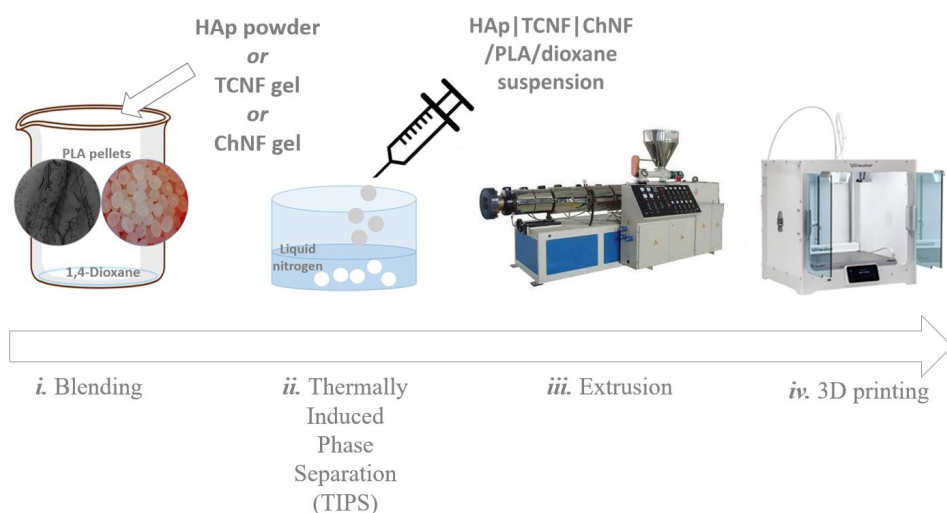 HAp powder
or
TCNF gel
or
ChNF gel
HAp|TCNF|ChNF
/PLA/dioxane
suspension
PLA pellets
1,4-Dioxane
Liquid
nitrogen
Ultimaker
i. Blending
ii. Thermally
Induced
Phase
Separation
(TIPS)
iii. Extrusion
iv. 3D printing